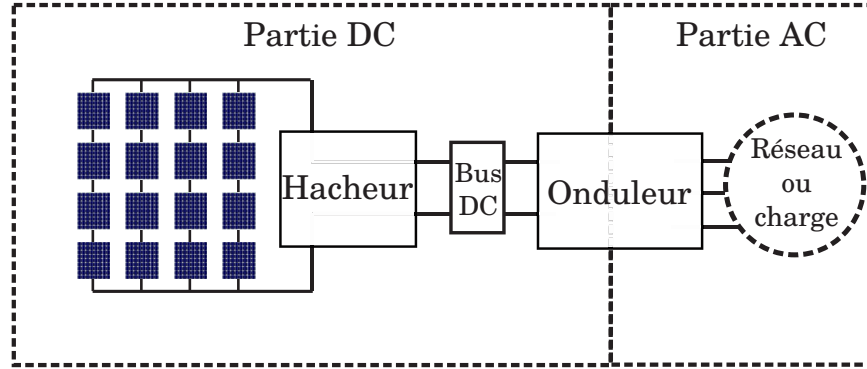 Partie DC
Partie AC
Hacheur
Bus
DC
Onduleur
Réseau
ou
charge